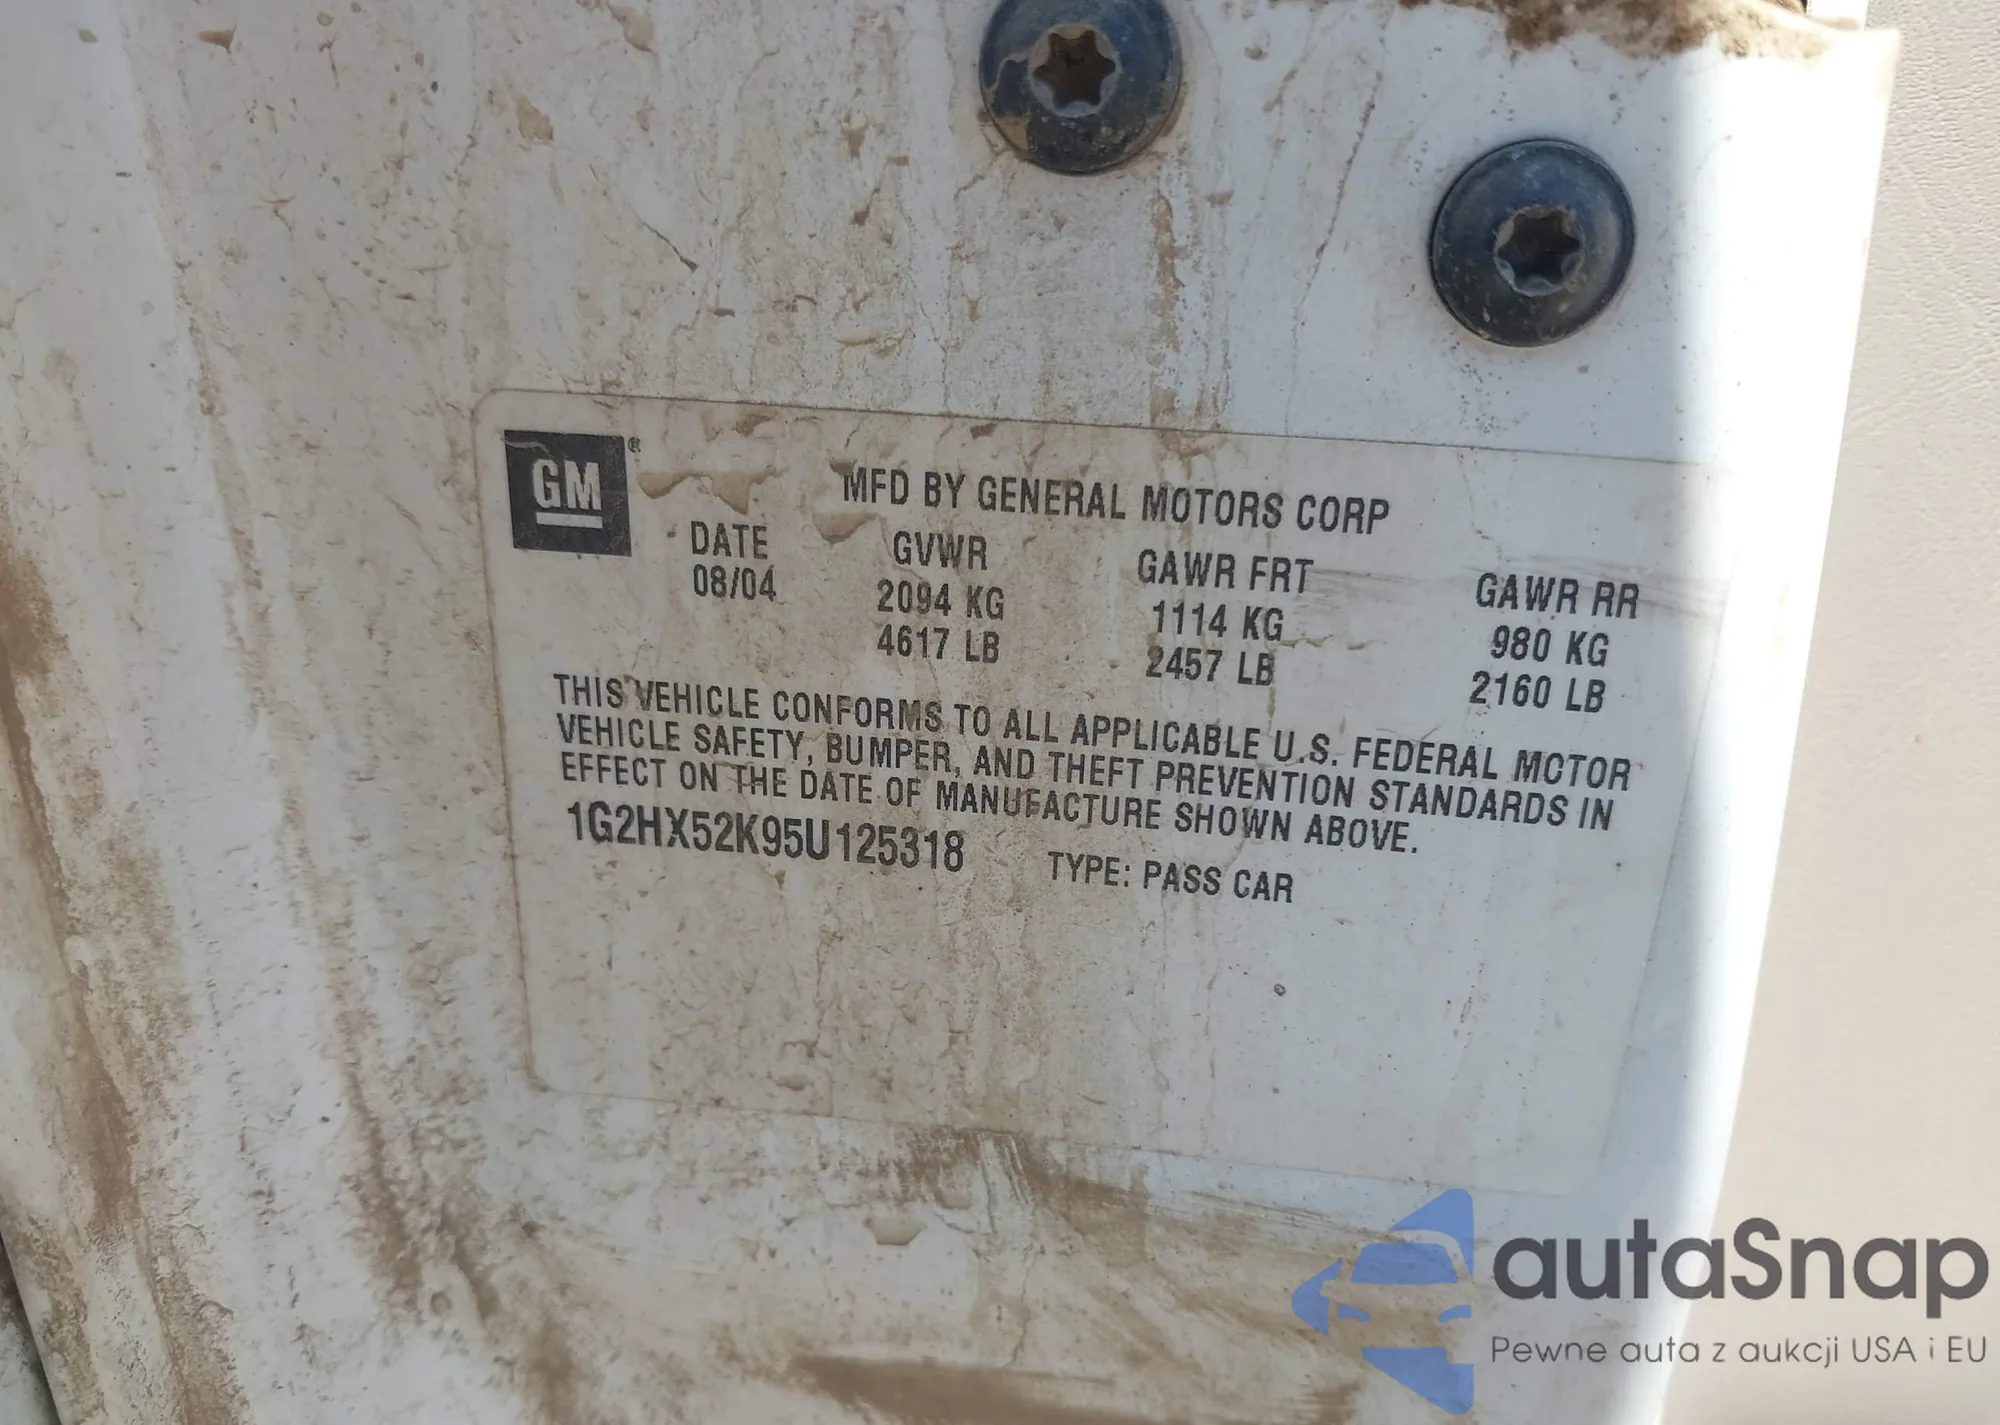 GM ®
MFD BY GENERAL MOTORS CORP
DATE GVWR GAWR FRT GAWR RR
08/04 2094 KG 1114 KG 980 KG
4617 LB 2457 LB 2160 LB
THIS VEHICLE CONFORMS TO ALL APPLICABLE U.S. FEDERAL MOTOR
VEHICLE SAFETY, BUMPER, AND THEFT PREVENTION STANDARDS IN
EFFECT ON THE DATE OF MANUFACTURE SHOWN ABOVE.
1G2HX52K95U125318 TYPE: PASS CAR
autaSnap
Pewne auta z aukcji USA i EU